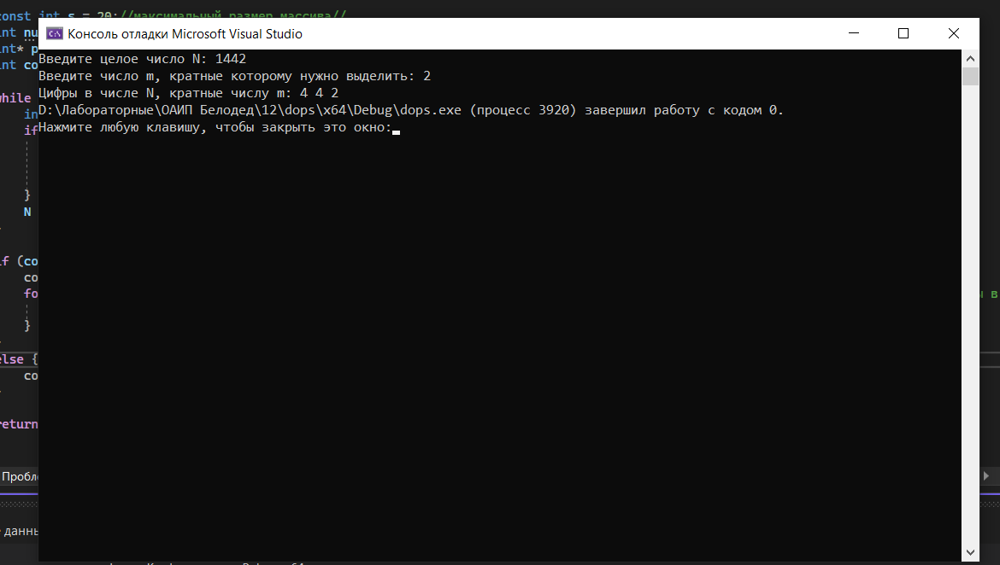 const int s = 20;//максимальный размер массива//
Консоль отладки Microsoft Visual Studio
int nu
int* p
int co
Введите целое число N: 1442
Введите число m, кратные которому нужно выделить: 2
Цифры в числе N, кратные числу m: 4 4 2
D:\Лабораторные\ОАИП Белодед\12\dops\x64\Debug\dops.exe (процесс 3920) завершил работу с кодом 0.
Нажмите любую клавишу, чтобы закрыть это окно:
while
in
if
}
N
if (co
co
fo
ы в
}
else {
co
return
Пробле
данны